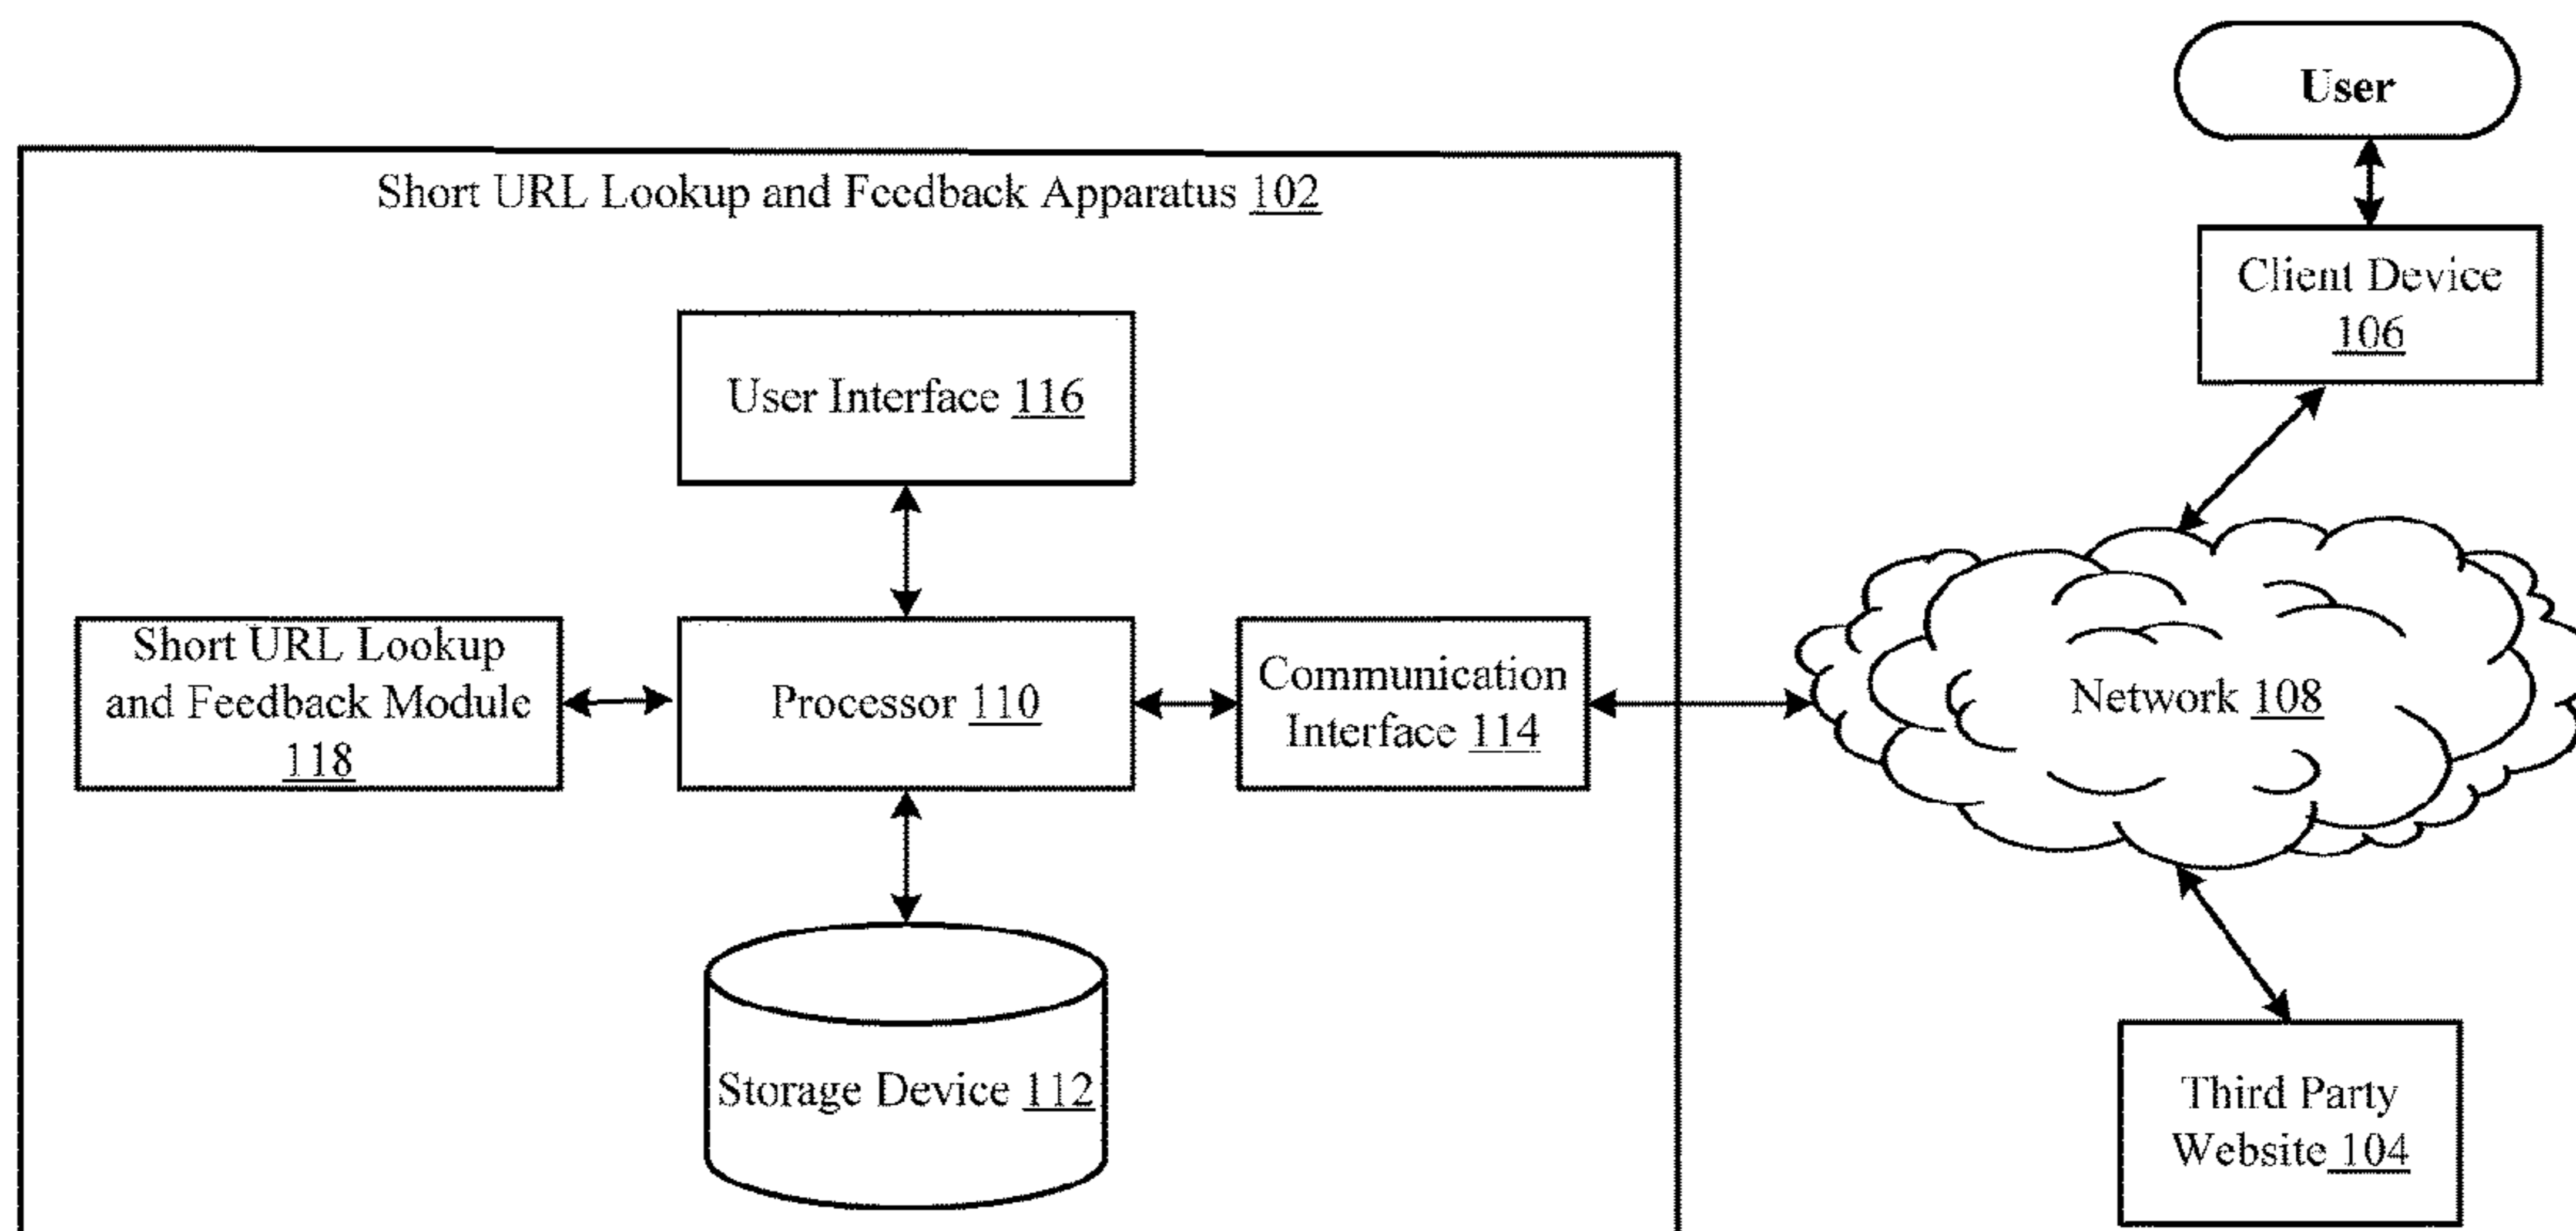 User
Short URL Lookup and Feedback Apparatus 102
Client Device
106
User Interface 116
Short URL Lookup
and Feedback Module
118
Processor 110
Communication
Interface 114
Network 108
Storage Device 112
Third Party
Website 104